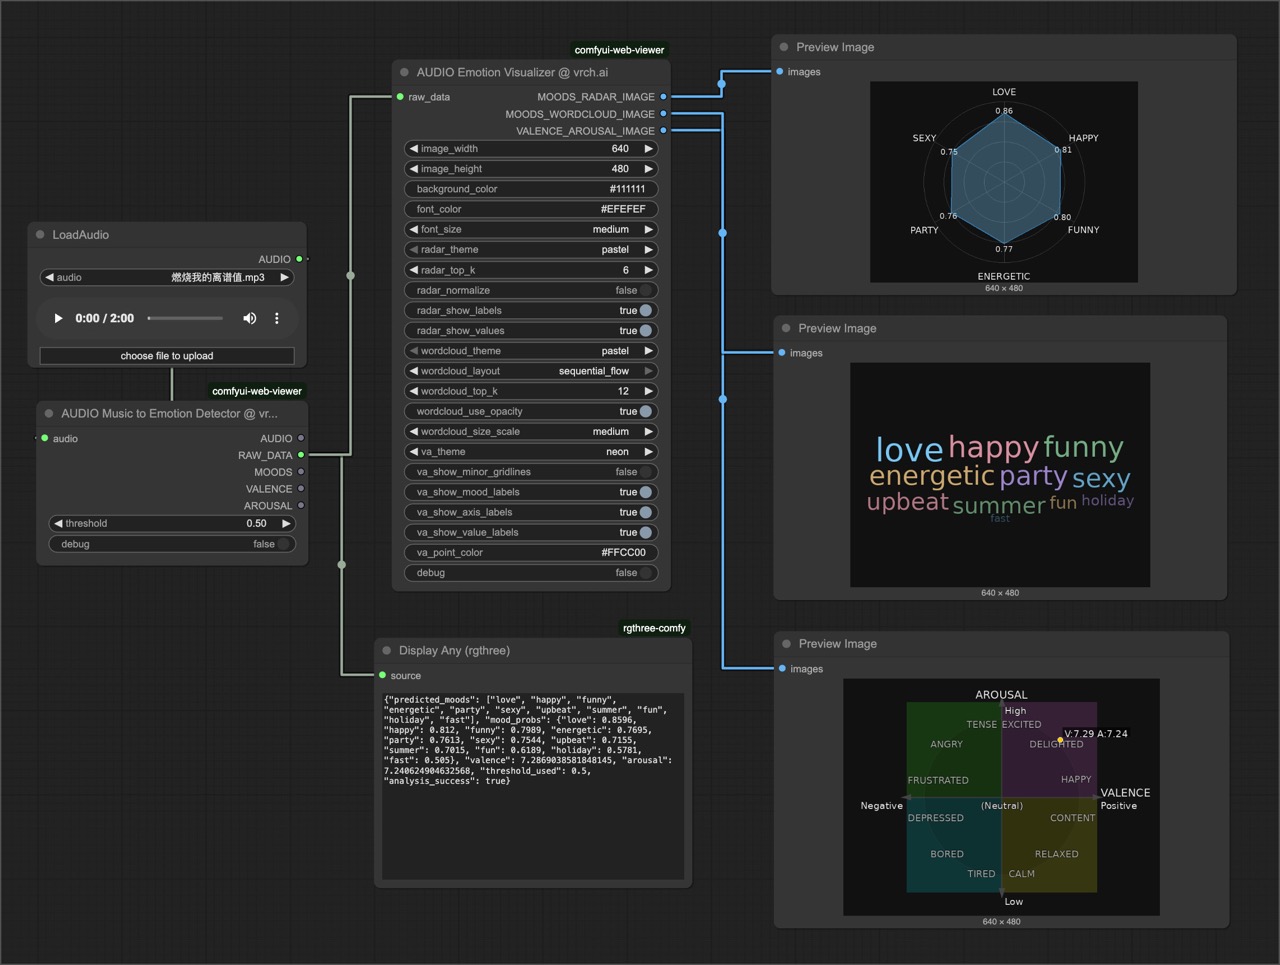 LoadAudio
AUDIO
audio 燃烧我的离谱值.mp3
0:00 / 2:00
choose file to upload
comfyui-web-viewer
AUDIO Music to Emotion Detector @ vr...
audio AUDIO
RAW_DATA
MOODS
VALENCE
AROUSAL
threshold 0.50
debug false
comfyui-web-viewer
AUDIO Emotion Visualizer @ vrch.ai
raw_data MOODS_RADAR_IMAGE
MOODS_WORDCLOUD_IMAGE
VALENCE_AROUSAL_IMAGE
image_width 640
image_height 480
background_color #111111
font_color #EFEFEF
font_size medium
radar_theme pastel
radar_top_k 6
radar_normalize false
radar_show_labels true
radar_show_values true
wordcloud_theme pastel
wordcloud_layout sequential_flow
wordcloud_top_k 12
wordcloud_use_opacity true
wordcloud_size_scale medium
va_theme neon
va_show_minor_gridlines false
va_show_mood_labels true
va_show_axis_labels true
va_show_value_labels true
va_point_color #FFCC00
debug false
rgthree-comfy
Display Any (rgthree)
source
{"predicted_moods": ["love", "happy", "funny",
"energetic", "party", "sexy", "upbeat", "summer", "fun",
"holiday", "fast"], "mood_probs": {"love": 0.8596,
"happy": 0.812, "funny": 0.7989, "energetic": 0.7695,
"party": 0.7613, "sexy": 0.7544, "upbeat": 0.7155,
"summer": 0.7015, "fun": 0.6189, "holiday": 0.5781,
"fast": 0.505}, "valence": 7.2869038581848145, "arousal":
7.240624904632568, "threshold_used": 0.5,
"analysis_success": true}
Preview Image
images
LOVE
0.86
SEXY HAPPY
0.75 0.81
0.76 0.80
PARTY FUNNY
0.77
ENERGETIC
640 × 480
Preview Image
images
love happy funny
energetic party sexy
upbeat summer fun holiday
fast
640 × 480
Preview Image
images
AROUSAL
High
TENSE EXCITED
V:7.29 A:7.24
ANGRY DELIGHTED
FRUSTRATED HAPPY
VALENCE
Negative (Neutral) Positive
DEPRESSED CONTENT
BORED RELAXED
TIRED CALM
Low
640 × 480